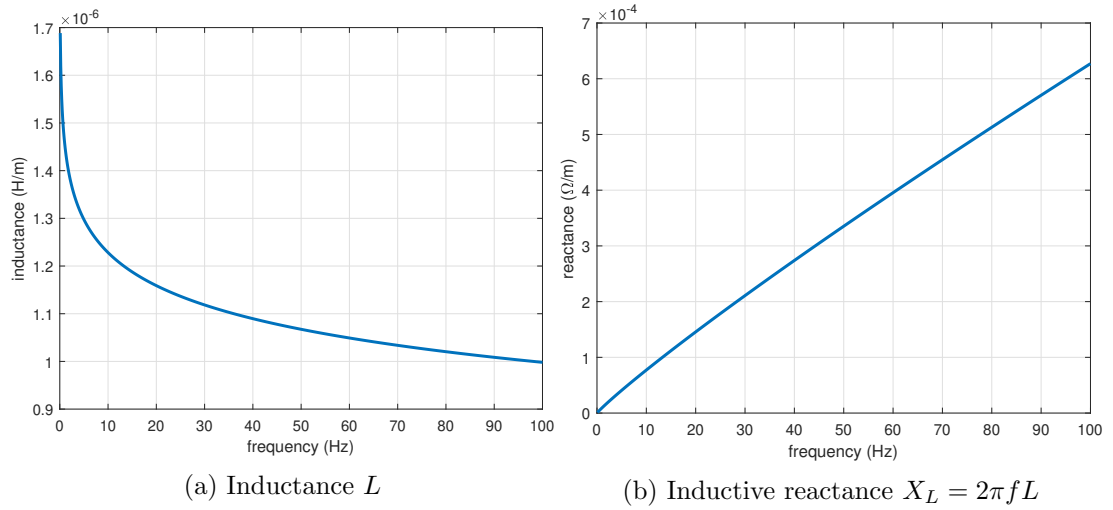 ×10⁻⁶
1.7
1.6
1.5
1.4
1.3
1.2
1.1
1
0.9
inductance (H/m)
0 10 20 30 40 50 60 70 80 90 100
frequency (Hz)
(a) Inductance L
×10⁻⁴
7
6
5
4
3
2
1
0
reactance (Ω/m)
0 10 20 30 40 50 60 70 80 90 100
frequency (Hz)
(b) Inductive reactance X_L = 2πfL